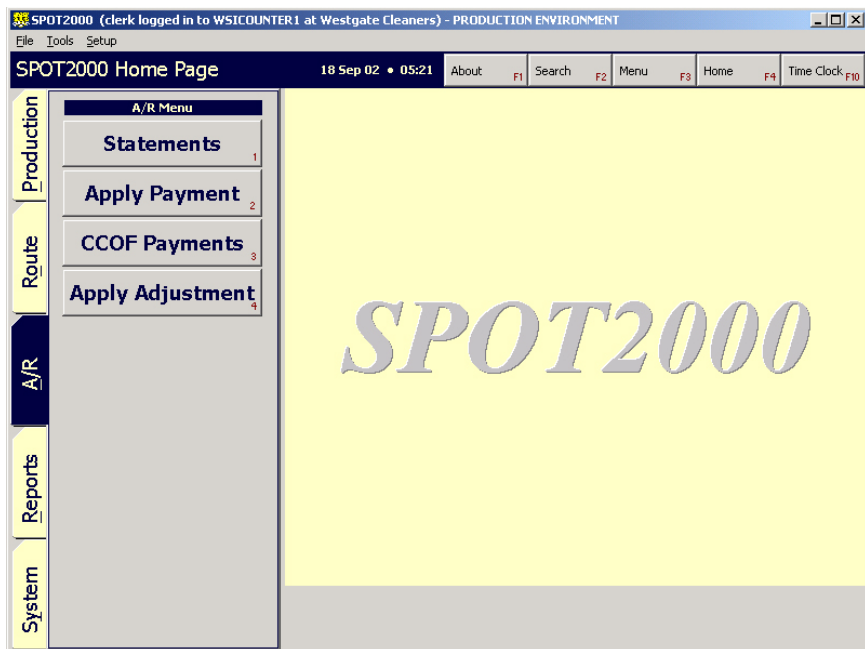 SPOT2000 (clerk logged in to WSICOUNTER1 at Westgate Cleaners) - PRODUCTION ENVIRONMENT
File Tools Setup
SPOT2000 Home Page 18 Sep 02 • 05:21 About F1 Search F2 Menu F3 Home F4 Time Clock F10
Production
Route
A/R
Reports
System
A/R Menu
Statements 1
Apply Payment 2
CCOF Payments 3
Apply Adjustment 4
SPOT2000